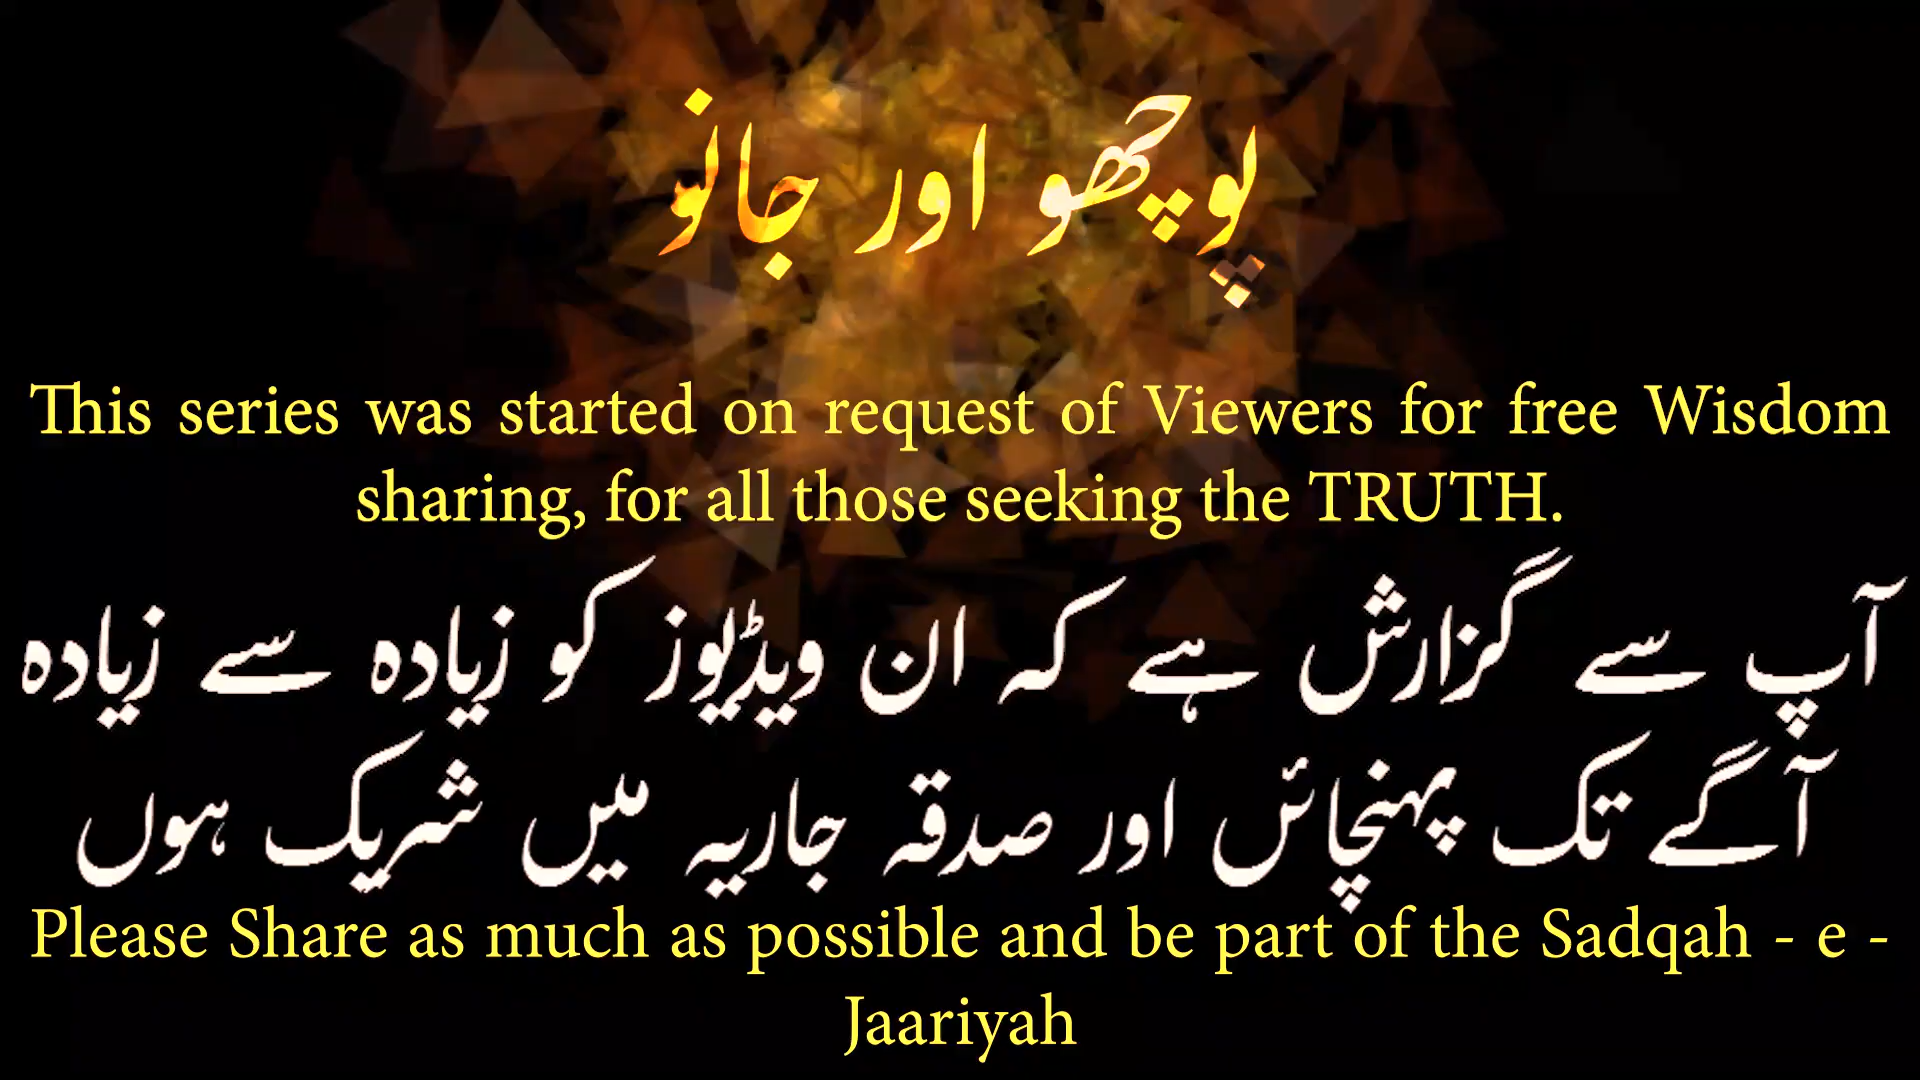 پوچھو اور جانو
This series was started on request of Viewers for free Wisdom
sharing, for all those seeking the TRUTH.
آپ سے گزارش ہے کہ ان ویڈیوز کو زیادہ سے زیادہ
آگے تک پہنچائں اور صدقہ جاریہ میں شریک ہوں
Please Share as much as possible and be part of the Sadqah - e -
Jaariyah